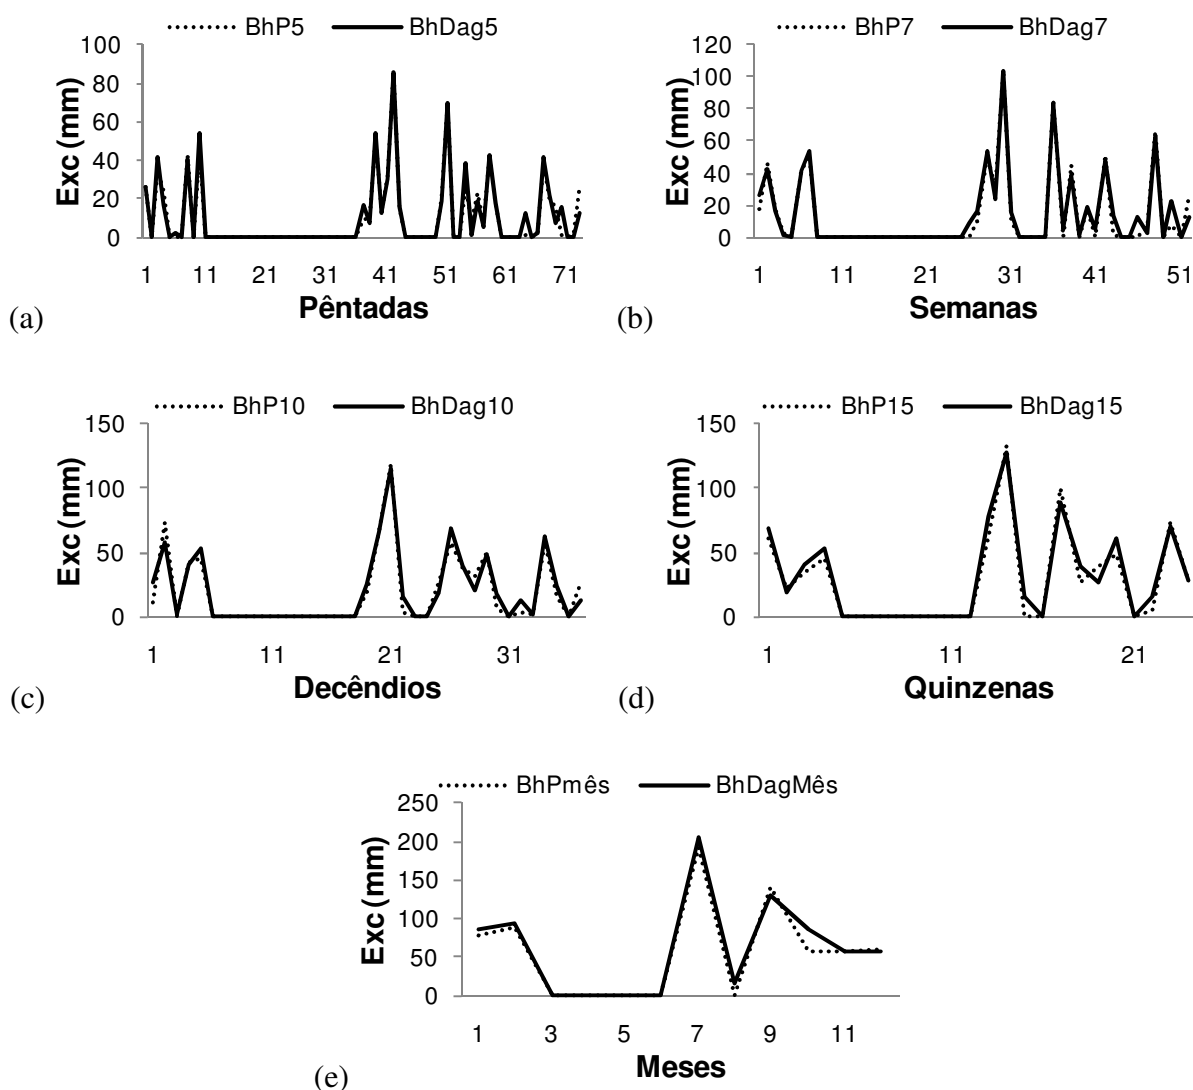 BhP5 BhDag5
100
80
60
40
20
0
Exc (mm)
1 11 21 31 41 51 61 71
Pêntadas
(a)
BhP7 BhDag7
120
100
80
60
40
20
0
Exc (mm)
1 11 21 31 41 51
Semanas
(b)
BhP10 BhDag10
150
100
50
0
Exc (mm)
1 11 21 31
Decêndios
(c)
BhP15 BhDag15
150
100
50
0
Exc (mm)
1 11 21
Quinzenas
(d)
BhPmês BhDagMês
250
200
150
100
50
0
Exc (mm)
1 3 5 7 9 11
Meses
(e)